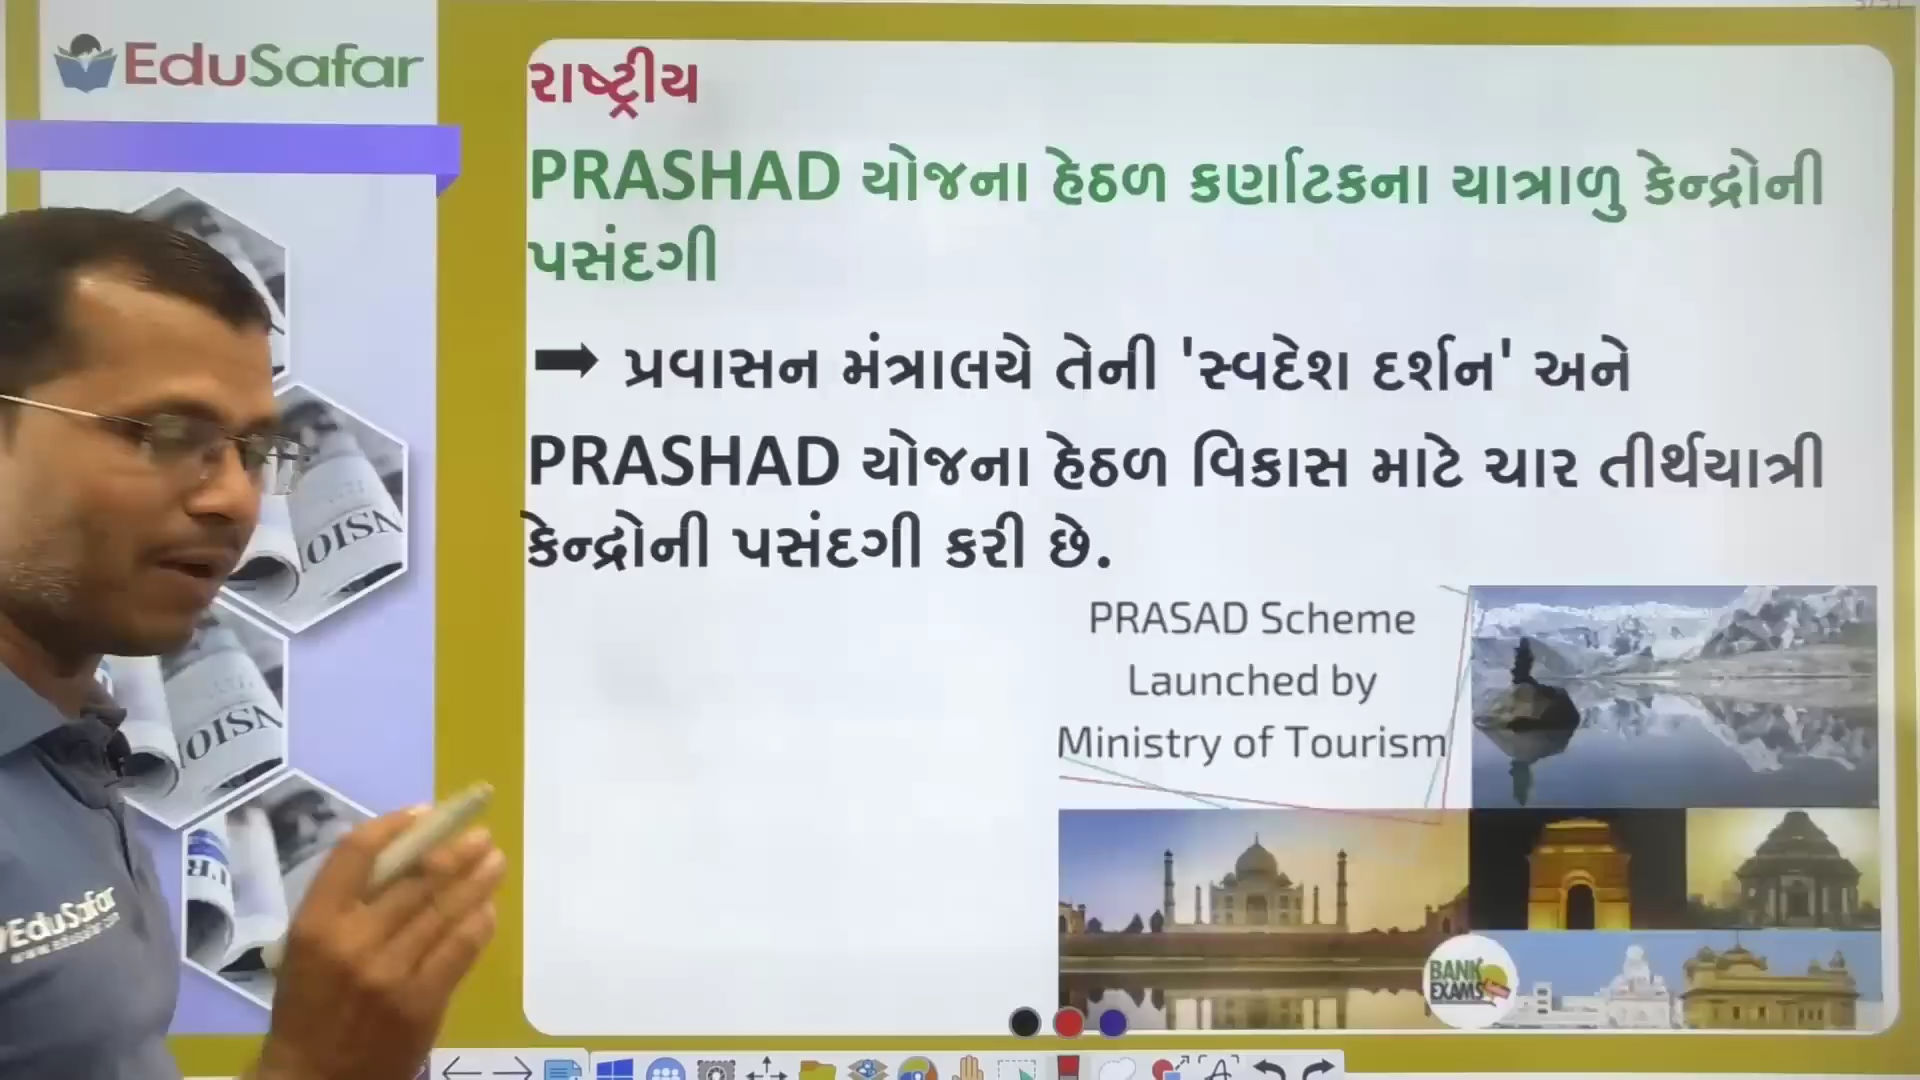 EduSafar
રાષ્ટ્રીય
PRASHAD યોજના હેઠળ કર્ણાટકના યાત્રાળુ કેન્દ્રોની
પસંદગી
➡ પ્રવાસન મંત્રાલયે તેની 'સ્વદેશ દર્શન' અને
PRASHAD યોજના હેઠળ વિકાસ માટે ચાર તીર્થયાત્રી
કેન્દ્રોની પસંદગી કરી છે.
PRASAD Scheme
Launched by
Ministry of Tourism
BANK
EXAMS
EduSafar